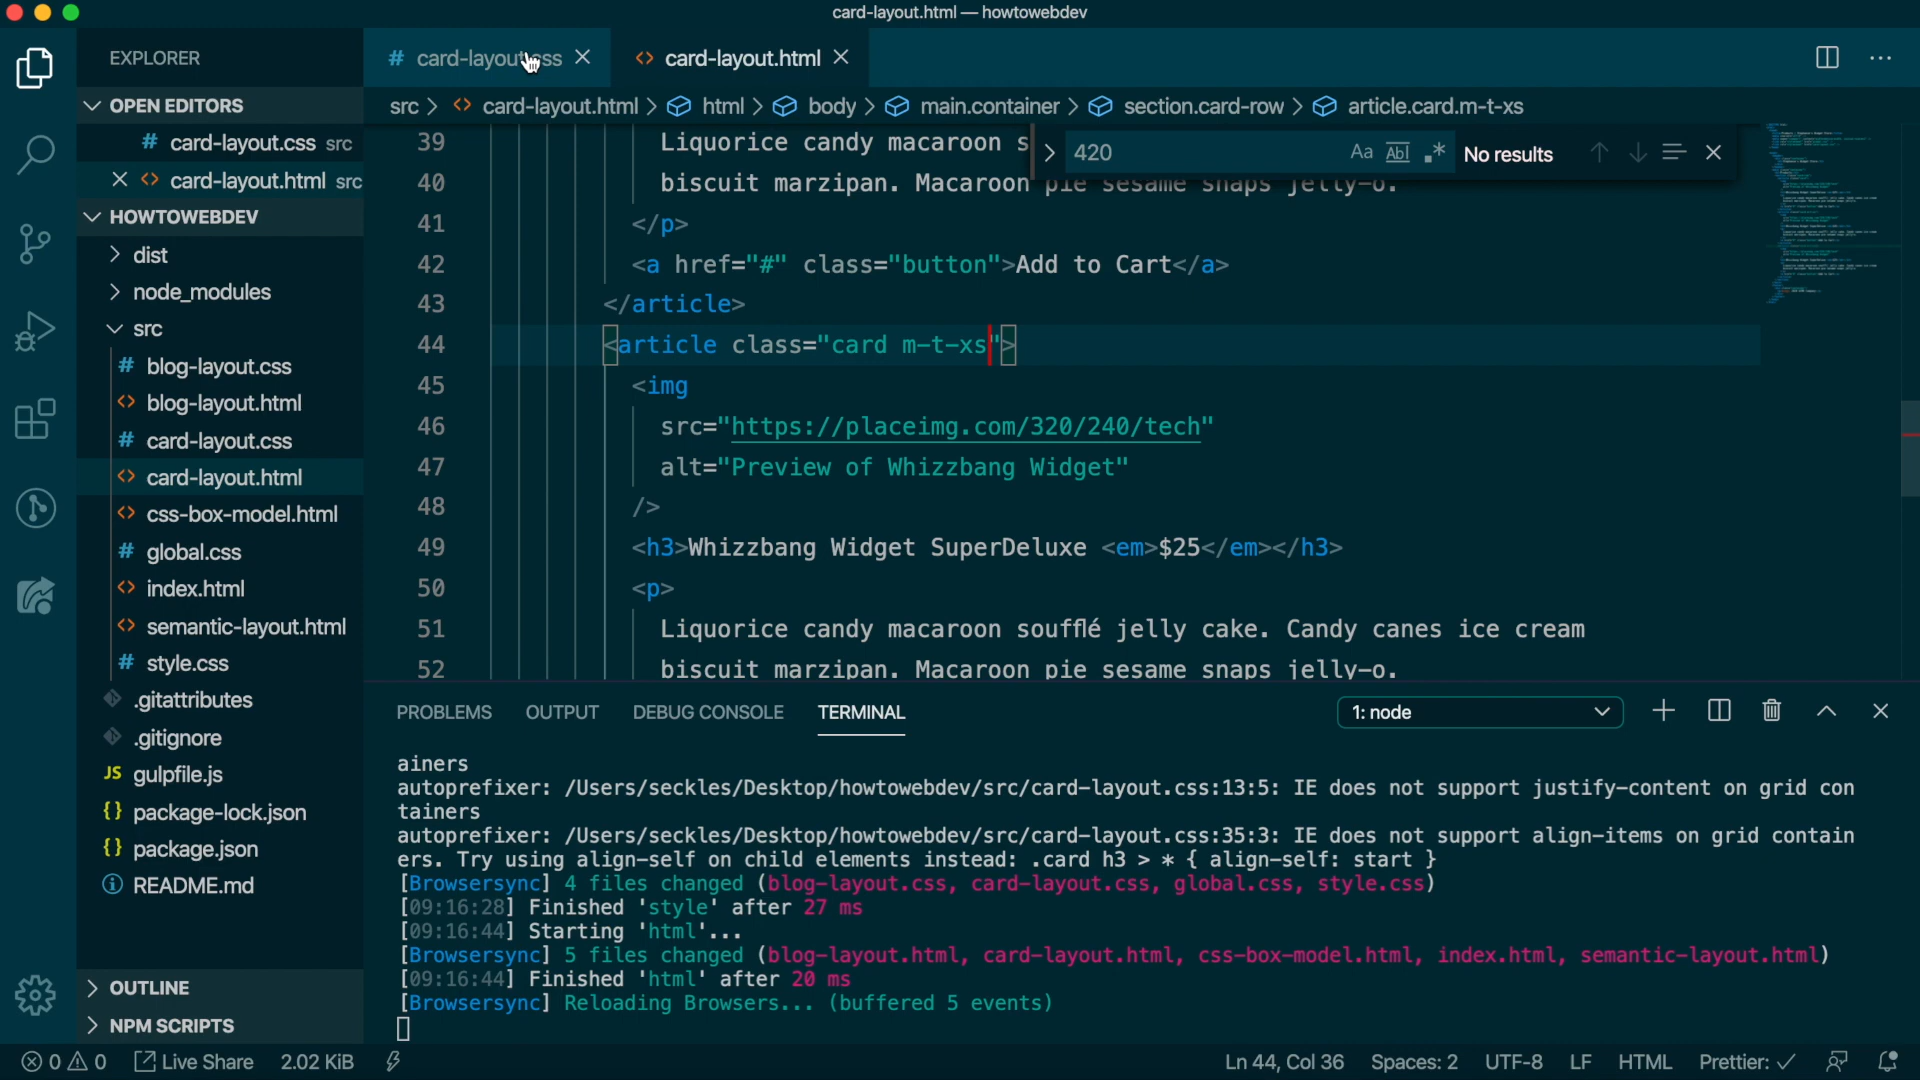 card-layout.html — howtowebdev
EXPLORER
OPEN EDITORS
# card-layout.css src
<> card-layout.html src
HOWTOWEBDEV
dist
node_modules
src
# blog-layout.css
<> blog-layout.html
# card-layout.css
<> card-layout.html
<> css-box-model.html
# global.css
<> index.html
<> semantic-layout.html
# style.css
.gitattributes
.gitignore
JS gulpfile.js
{} package-lock.json
{} package.json
README.md
OUTLINE
NPM SCRIPTS
# card-layout.css
<> card-layout.html
src > <> card-layout.html > html > body > main.container > section.card-row > article.card.m-t-xs
420 Aa Abl .* No results
39 Liquorice candy macaroon s
40 biscuit marzipan. Macaroon pie sesame snaps jelly-o.
41 </p>
42 <a href="#" class="button">Add to Cart</a>
43 </article>
44 <article class="card m-t-xs">
45 <img
46 src="https://placeimg.com/320/240/tech"
47 alt="Preview of Whizzbang Widget"
48 />
49 <h3>Whizzbang Widget SuperDeluxe <em>$25</em></h3>
50 <p>
51 Liquorice candy macaroon soufflé jelly cake. Candy canes ice cream
52 biscuit marzipan. Macaroon pie sesame snaps jelly-o.
PROBLEMS OUTPUT DEBUG CONSOLE TERMINAL 1: node
ainers
autoprefixer: /Users/seckles/Desktop/howtowebdev/src/card-layout.css:13:5: IE does not support justify-content on grid con
tainers
autoprefixer: /Users/seckles/Desktop/howtowebdev/src/card-layout.css:35:3: IE does not support align-items on grid contain
ers. Try using align-self on child elements instead: .card h3 > * { align-self: start }
[Browsersync] 4 files changed (blog-layout.css, card-layout.css, global.css, style.css)
[09:16:28] Finished 'style' after 27 ms
[09:16:44] Starting 'html'...
[Browsersync] 5 files changed (blog-layout.html, card-layout.html, css-box-model.html, index.html, semantic-layout.html)
[09:16:44] Finished 'html' after 20 ms
[Browsersync] Reloading Browsers... (buffered 5 events)
0 0 Live Share 2.02 KiB Ln 44, Col 36 Spaces: 2 UTF-8 LF HTML Prettier: ✓